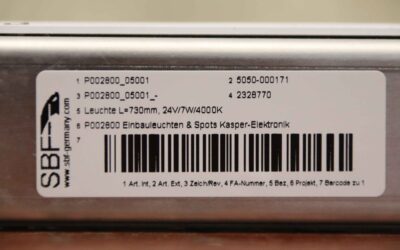 1 P002800_05001 2 5050-000171
3 P002800_05001_- 4 2328770
5 Leuchte L=730mm, 24V/7W/4000K
6 P002800 Einbauleuchten & Spots Kasper-Elektronik
7
1 Art. Int, 2 Art. Ext, 3 Zeich/Rev, 4 FA-Nummer, 5 Bez, 6 Projekt, 7 Barcode zu 1
SBF
www.sbf-germany.com